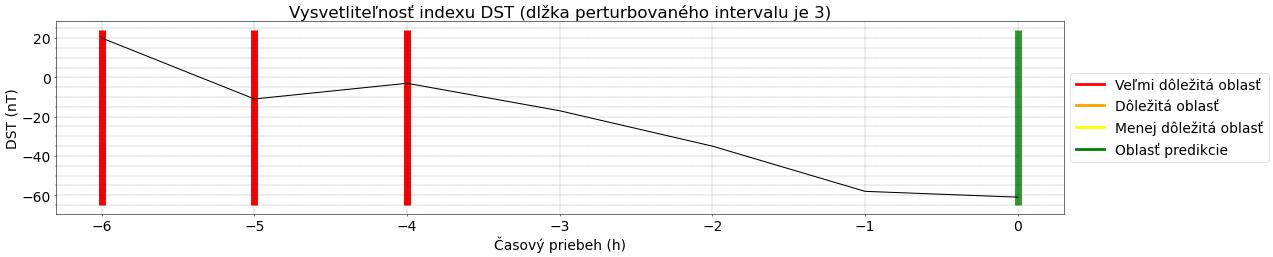 Vysvetliteľnosť indexu DST (dĺžka perturbovaného intervalu je 3)
20
0
−20
−40
−60
DST (nT)
−6 −5 −4 −3 −2 −1 0
Časový priebeh (h)
Veľmi dôležitá oblasť
Dôležitá oblasť
Menej dôležitá oblasť
Oblasť predikcie